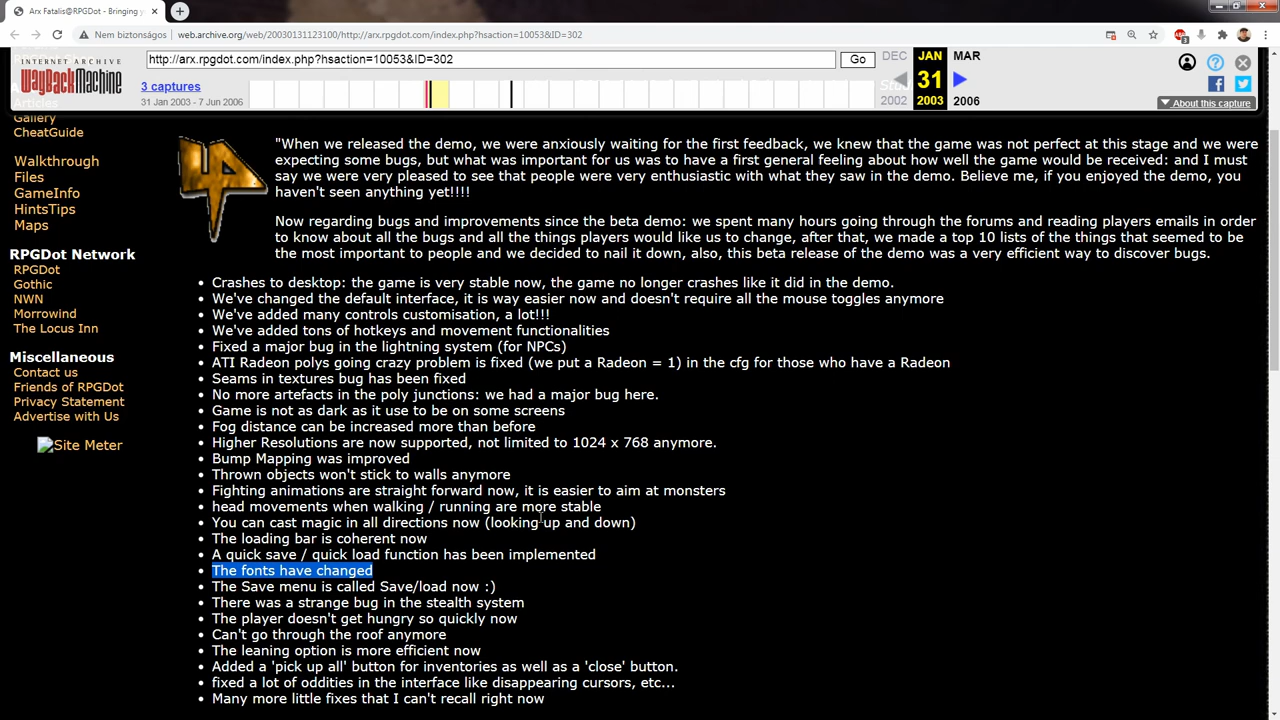 Arx Fatalis@RPGDot - Bringing y
Nem biztonságos
web.archive.org/web/20030131123100/http://arx.rpgdot.com/index.php?hsaction=10053&ID=302
INTERNET ARCHIVE
WayBackMachine
http://arx.rpgdot.com/index.php?hsaction=10053&ID=302
Go
DEC
JAN
MAR
3 captures
31 Jan 2003 - 7 Jun 2006
31
2002
2003
2006
About this capture
Articles
Gallery
CheatGuide
Walkthrough
Files
GameInfo
HintsTips
Maps
RPGDot Network
RPGDot
Gothic
NWN
Morrowind
The Locus Inn
Miscellaneous
Contact us
Friends of RPGDot
Privacy Statement
Advertise with Us
Site Meter
"When we released the demo, we were anxiously waiting for the first feedback, we knew that the game was not perfect at this stage and we were
expecting some bugs, but what was important for us was to have a first general feeling about how well the game would be received: and I must
say we were very pleased to see that people were very enthusiastic with what they saw in the demo. Believe me, if you enjoyed the demo, you
haven't seen anything yet!!!!
Now regarding bugs and improvements since the beta demo: we spent many hours going through the forums and reading players emails in order
to know about all the bugs and all the things players would like us to change, after that, we made a top 10 lists of the things that seemed to be
the most important to people and we decided to nail it down, also, this beta release of the demo was a very efficient way to discover bugs.
• Crashes to desktop: the game is very stable now, the game no longer crashes like it did in the demo.
• We've changed the default interface, it is way easier now and doesn't require all the mouse toggles anymore
• We've added many controls customisation, a lot!!!
• We've added tons of hotkeys and movement functionalities
• Fixed a major bug in the lightning system (for NPCs)
• ATI Radeon polys going crazy problem is fixed (we put a Radeon = 1) in the cfg for those who have a Radeon
• Seams in textures bug has been fixed
• No more artefacts in the poly junctions: we had a major bug here.
• Game is not as dark as it use to be on some screens
• Fog distance can be increased more than before
• Higher Resolutions are now supported, not limited to 1024 x 768 anymore.
• Bump Mapping was improved
• Thrown objects won't stick to walls anymore
• Fighting animations are straight forward now, it is easier to aim at monsters
• head movements when walking / running are more stable
• You can cast magic in all directions now (looking up and down)
• The loading bar is coherent now
• A quick save / quick load function has been implemented
• The fonts have changed
• The Save menu is called Save/load now :)
• There was a strange bug in the stealth system
• The player doesn't get hungry so quickly now
• Can't go through the roof anymore
• The leaning option is more efficient now
• Added a 'pick up all' button for inventories as well as a 'close' button.
• fixed a lot of oddities in the interface like disappearing cursors, etc...
• Many more little fixes that I can't recall right now